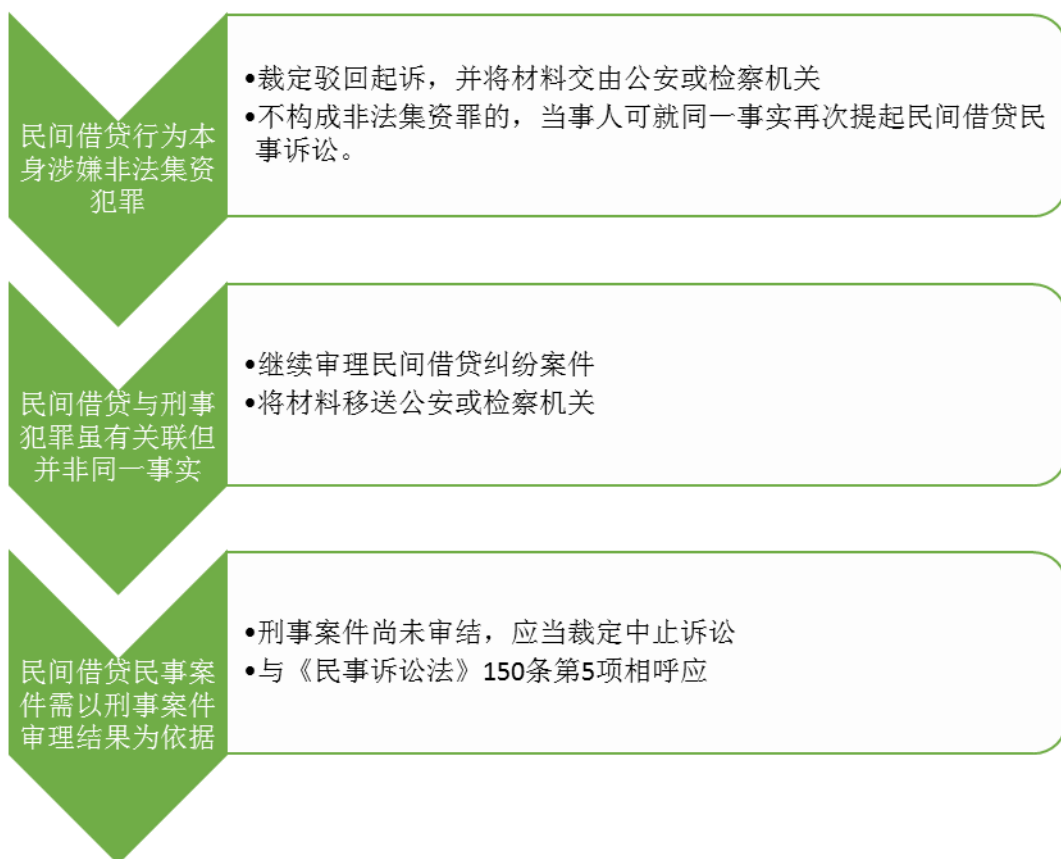 民间借贷行为本
身涉嫌非法集资
犯罪
•裁定驳回起诉，并将材料交由公安或检察机关
•不构成非法集资罪的，当事人可就同一事实再次提起民间借贷民
事诉讼。
民间借贷与刑事
犯罪虽有关联但
并非同一事实
•继续审理民间借贷纠纷案件
•将材料移送公安或检察机关
民间借贷民事案
件需以刑事案件
审理结果为依据
•刑事案件尚未审结，应当裁定中止诉讼
•与《民事诉讼法》150条第5项相呼应